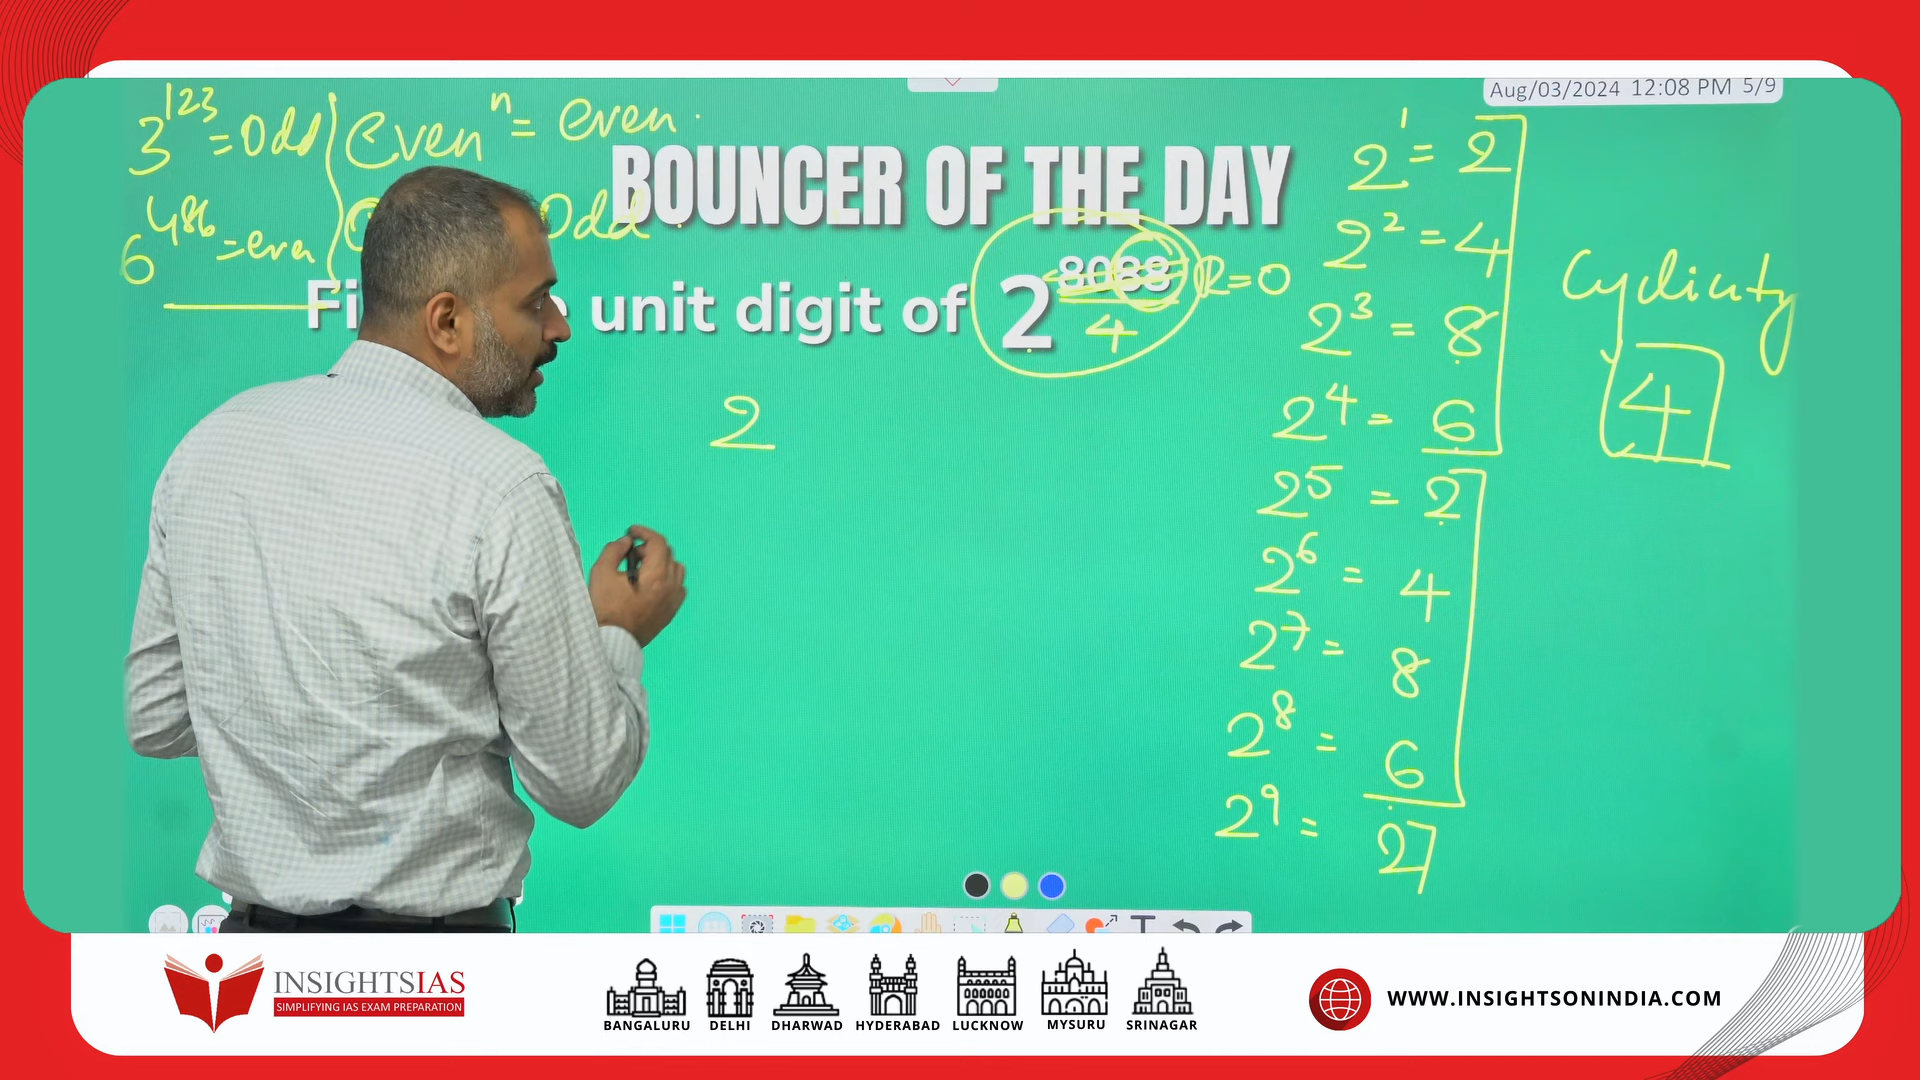 Aug/03/2024 12:08 PM 5/9
3^123 = Odd
Even^n = even.
6^486 = even
Odd.
BOUNCER OF THE DAY
unit digit of 2^8088 R=0
4
2
2^1 = 2
2^2 = 4
2^3 = 8
2^4 = 6
2^5 = 2
2^6 = 4
2^7 = 8
2^8 = 6
2^9 = 2
Cyclicity
4
INSIGHTSIAS
SIMPLIFYING IAS EXAM PREPARATION
BANGALURU DELHI DHARWAD HYDERABAD LUCKNOW MYSURU SRINAGAR
WWW.INSIGHTSONINDIA.COM